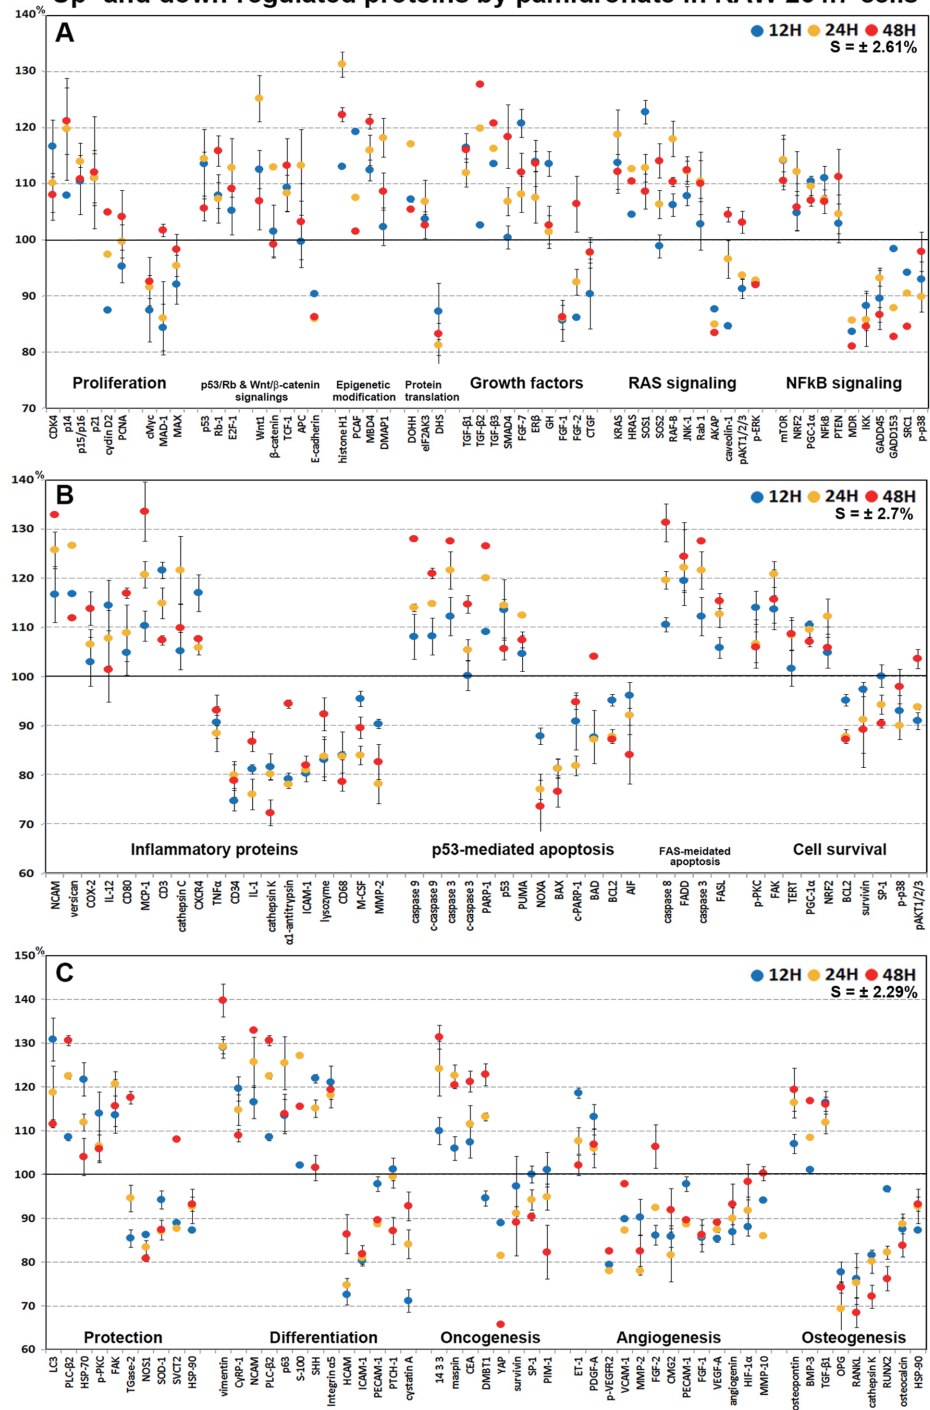 Up- and down-regulated proteins by pamidronate in RAW 264.7 cells
140%
A
12H 24H 48H
S = ± 2.61%
130
120
110
100
90
80
70
Proliferation
p53/Rb & Wnt/β-catenin
signalings
Epigenetic
modification
Protein
translation
Growth factors
RAS signaling
NFkB signaling
CDK4
p14
p15/p16
p21
cyclin D2
PCNA
cMyc
MAD-1
MAX
p53
Rb-1
E2F-1
Wnt1
β-catenin
TCF-1
APC
E-cadherin
histone H1
PCAF
MBD4
DMAP1
DOHH
eIF2AK3
DHS
TGF-β1
TGF-β2
TGF-β3
SMAD4
FGF-7
ERβ
GH
FGF-1
FGF-2
CTGF
KRAS
HRAS
SOS1
SOS2
RAF-B
JNK-1
Rab 1
AKAP
caveolin-1
pAKT1/2/3
p-ERK
mTOR
NRF2
PGC-1α
NFkB
PTEN
MDR
IKK
GADD45
GADD153
SRC1
p-p38
140%
B
12H 24H 48H
S = ± 2.7%
130
120
110
100
90
80
70
60
Inflammatory proteins
p53-mediated apoptosis
FAS-meidated
apoptosis
Cell survival
NCAM
versican
COX-2
IL-12
CD80
MCP-1
CD3
cathepsin C
CXCR4
TNFα
CD34
IL-1
cathepsin K
α1-antitrypsin
ICAM-1
lysozyme
CD68
M-CSF
MMP-2
caspase 9
c-caspase 9
caspase 3
c-caspase 3
PARP-1
p53
PUMA
NOXA
BAX
c-PARP-1
BAD
BCL2
AIF
caspase 8
FADD
caspase 3
FASL
p-PKC
FAK
TERT
PGC-1α
NRF2
BCL2
survivin
SP-1
p-p38
pAKT1/2/3
150%
C
12H 24H 48H
S = ± 2.29%
140
130
120
110
100
90
80
70
60
Protection
Differentiation
Oncogenesis
Angiogenesis
Osteogenesis
LC3
PLC-β2
HSP-70
p-PKC
FAK
TGase-2
NOS1
SOD-1
SVCT2
HSP-90
vimentin
CyRP-1
NCAM
PLC-β2
p63
S-100
SHH
Integrin α5
HCAM
ICAM-1
PECAM-1
PTCH-1
cystatin A
14 3 3
maspin
CEA
DMBT1
YAP
survivin
SP-1
PIM-1
ET-1
PDGF-A
p-VEGFR2
VCAM-1
MMP-2
FGF-2
CMG2
PECAM-1
FGF-1
VEGF-A
angiogenin
HIF-1α
MMP-10
osteopontin
BMP-3
TGF-β1
OPG
RANKL
cathepsin K
RUNX2
osteocalcin
HSP-90